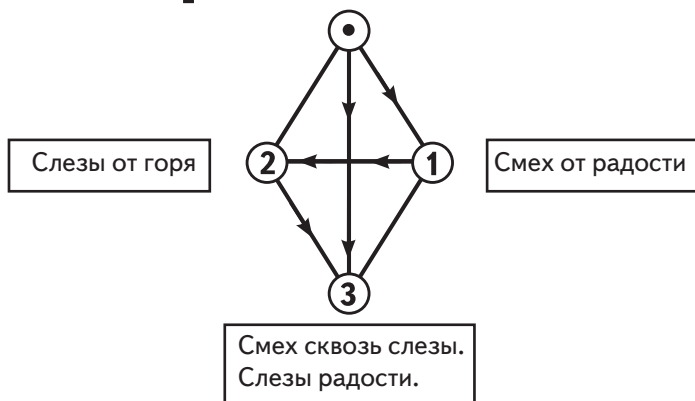 Слезы от горя
2
1
Смех от радости
3
Смех сквозь слезы.
Слезы радости.